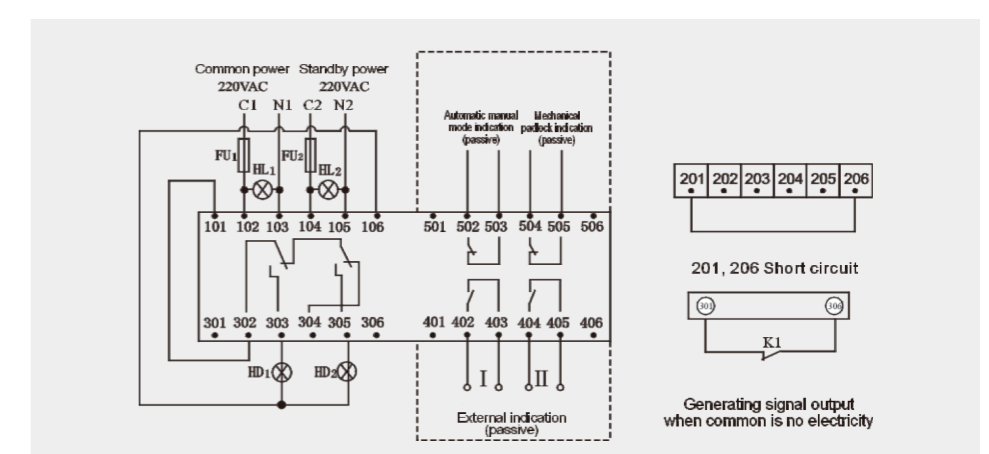 Common power Standby power
220VAC 220VAC
C1 N1 C2 N2
FU1 HL1 FU2 HL2
Automatic manual
mode indication
(passive)
Mechanical
padlock indication
(passive)
101 102 103 104 105 106 501 502 503 504 505 506
301 302 303 304 305 306 401 402 403 404 405 406
HD1 HD2
I II
External indication
(passive)
201 202 203 204 205 206
201, 206 Short circuit
301 306
K1
Generating signal output
when common is no electricity